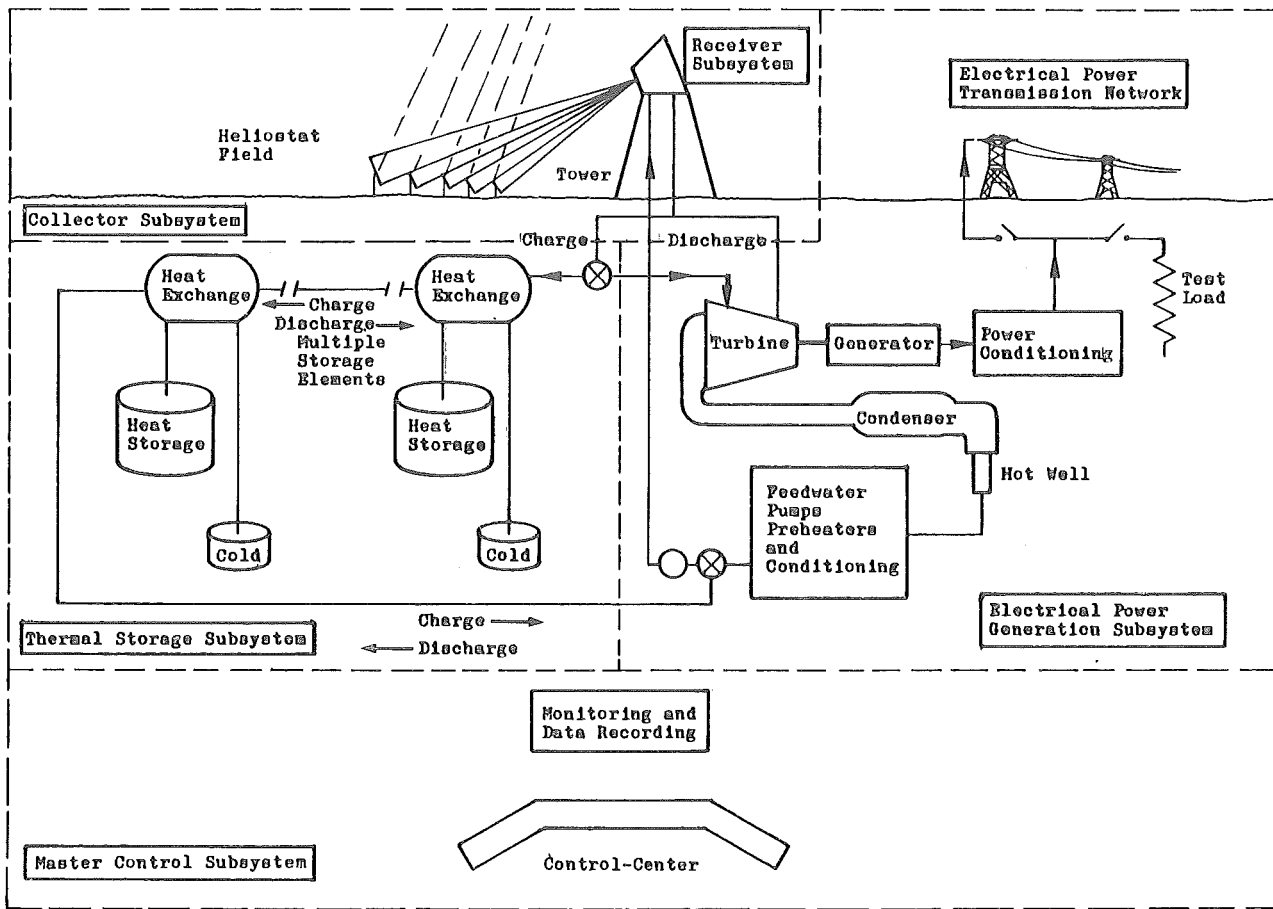 Receiver
Subsystem
Electrical Power
Transmission Network
Heliostat
Field
Tower
Collector Subsystem
Charge
Discharge
Heat
Exchange
Heat
Exchange
Charge
Discharge
Multiple
Storage
Elements
Test
Load
Turbine
Generator
Power
Conditioning
Heat
Storage
Heat
Storage
Condenser
Hot Well
Feedwater
Pumps
Preheaters
and
Conditioning
Cold
Cold
Thermal Storage Subsystem
Charge
Discharge
Electrical Power
Generation Subsystem
Monitoring and
Data Recording
Master Control Subsystem
Control-Center